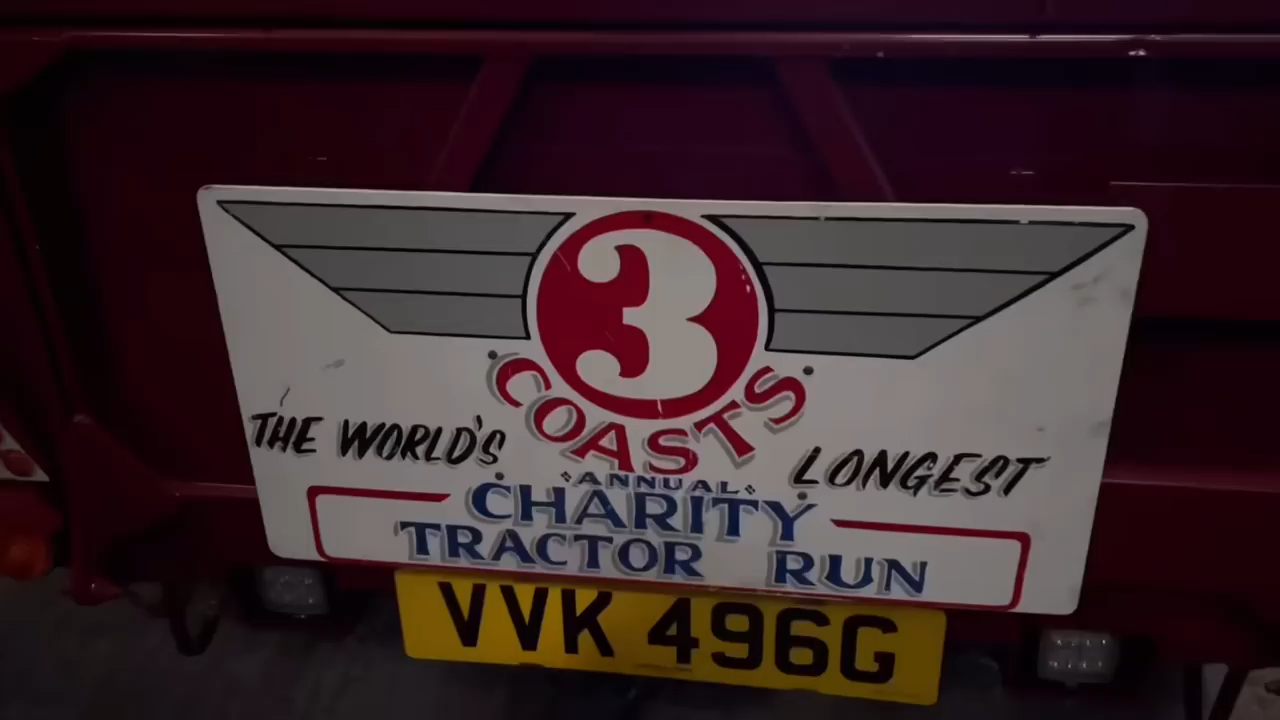 3
COASTS
THE WORLD'S LONGEST
ANNUAL
CHARITY
TRACTOR RUN
VVK 496G